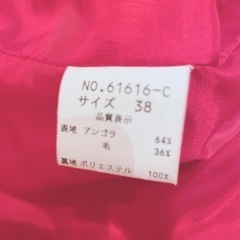 NO.61616-C
サイズ 38
品質表示
表地 アンゴラ 64%
毛 36%
裏地 ポリエステル 100%